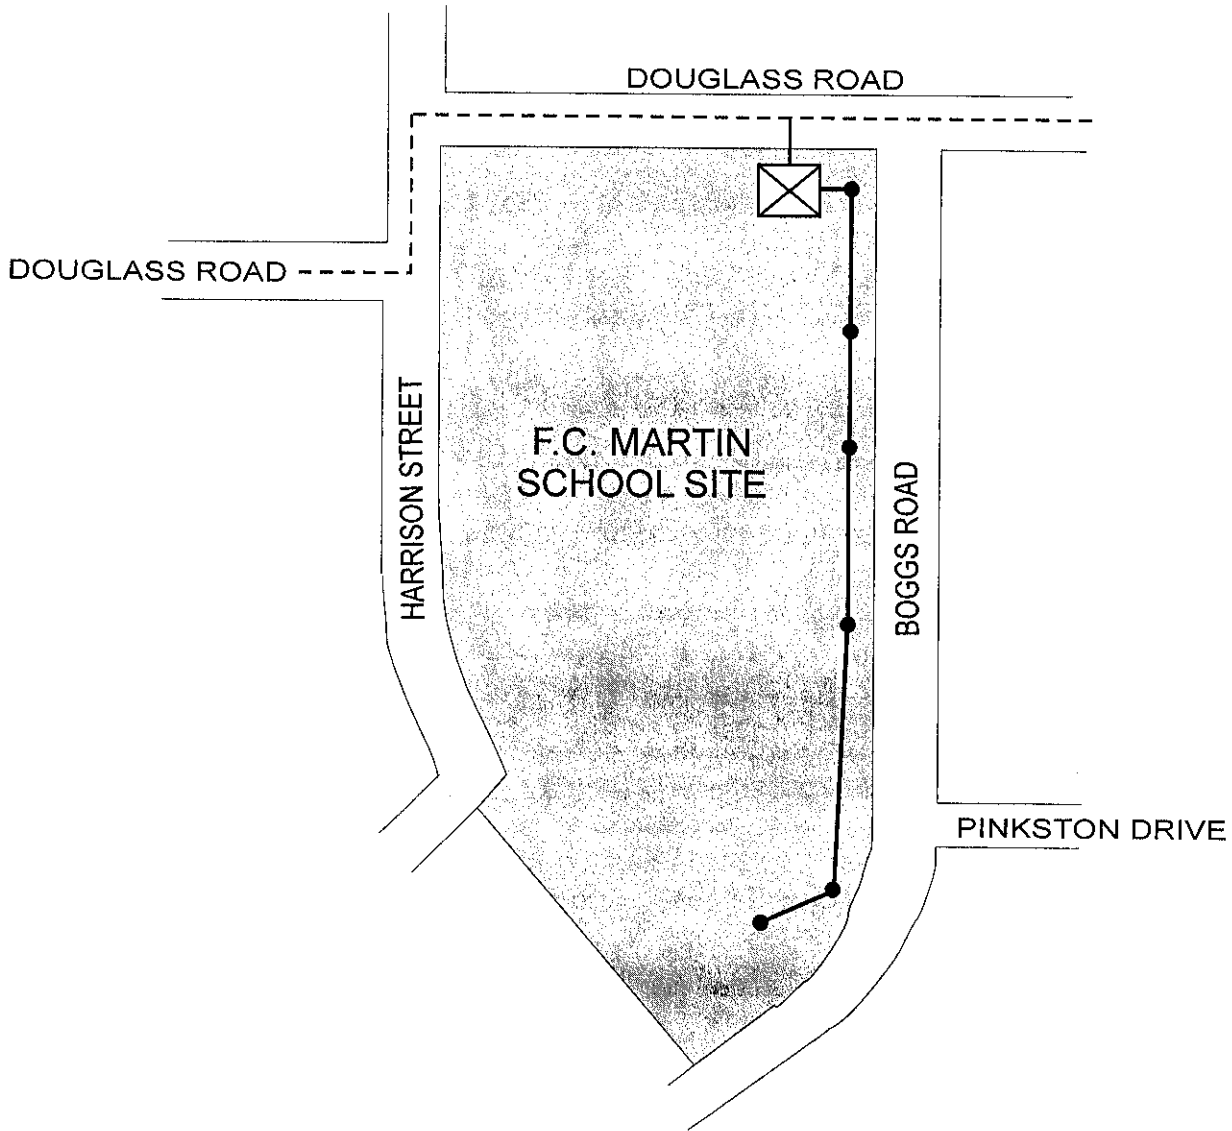 DOUGLASS ROAD
DOUGLASS ROAD
HARRISON STREET
F.C. MARTIN
SCHOOL SITE
BOGGS ROAD
PINKSTON DRIVE